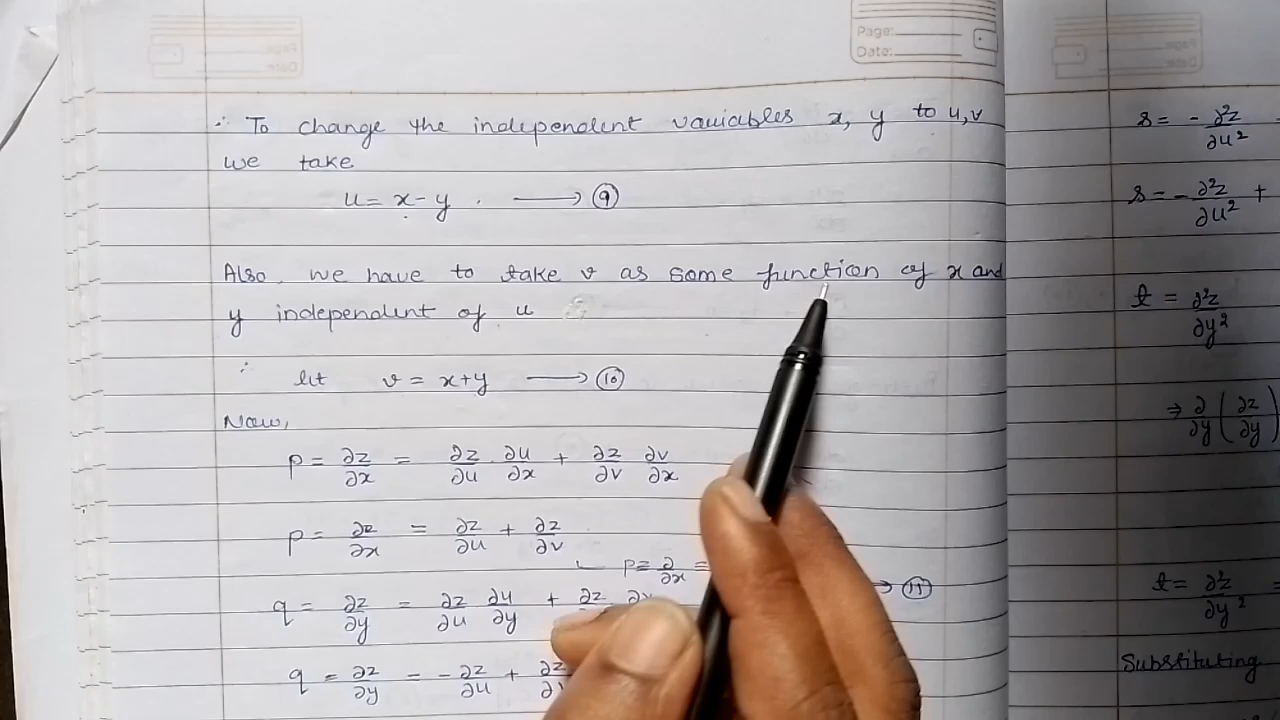 Page:
Date:
∴ To change the independent variables x, y to u,v
we take
u = x - y . ⟶ ⑨
Also, we have to take v as some function of x and
y independent of u
∴ let v = x+y ⟶ ⑩
Now,
p = ∂z/∂x = ∂z/∂u . ∂u/∂x + ∂z/∂v ∂v/∂x
p = ∂z/∂x = ∂z/∂u + ∂z/∂v
p = ∂/∂x = → ⑪
q = ∂z/∂y = ∂z/∂u ∂u/∂y + ∂z
q = ∂z/∂y = - ∂z/∂u + ∂z/∂v
s = - ∂²z/∂u²
s = - ∂²z/∂u² +
t = ∂²z/∂y²
⇒ ∂/∂y (∂z/∂y)
t = ∂²z/∂y² =
Substituting